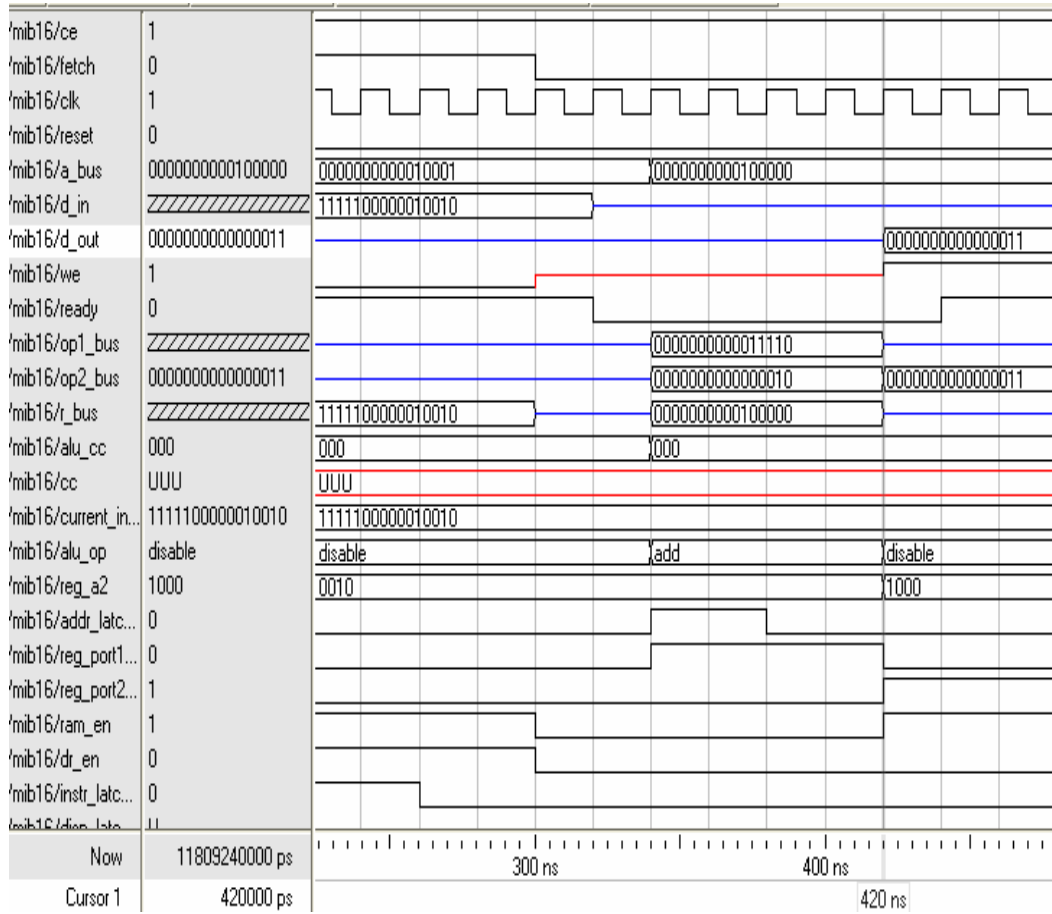 /mib16/ce 1
/mib16/fetch 0
/mib16/clk 1
/mib16/reset 0
/mib16/a_bus 0000000000100000 0000000000010001 0000000000100000
/mib16/d_in 1111100000010010
/mib16/d_out 0000000000000011 0000000000000011
/mib16/we 1
/mib16/ready 0
/mib16/op1_bus 0000000000011110
/mib16/op2_bus 0000000000000011 0000000000000010 0000000000000011
/mib16/r_bus 1111100000010010 0000000000100000
/mib16/alu_cc 000 000 000
/mib16/cc UUU UUU
/mib16/current_in... 1111100000010010 1111100000010010
/mib16/alu_op disable disable add disable
/mib16/reg_a2 1000 0010 1000
/mib16/addr_latc... 0
/mib16/reg_port1... 0
/mib16/reg_port2... 1
/mib16/ram_en 1
/mib16/dr_en 0
/mib16/instr_latc... 0
Now 11809240000 ps 300 ns 400 ns
Cursor 1 420000 ps 420 ns